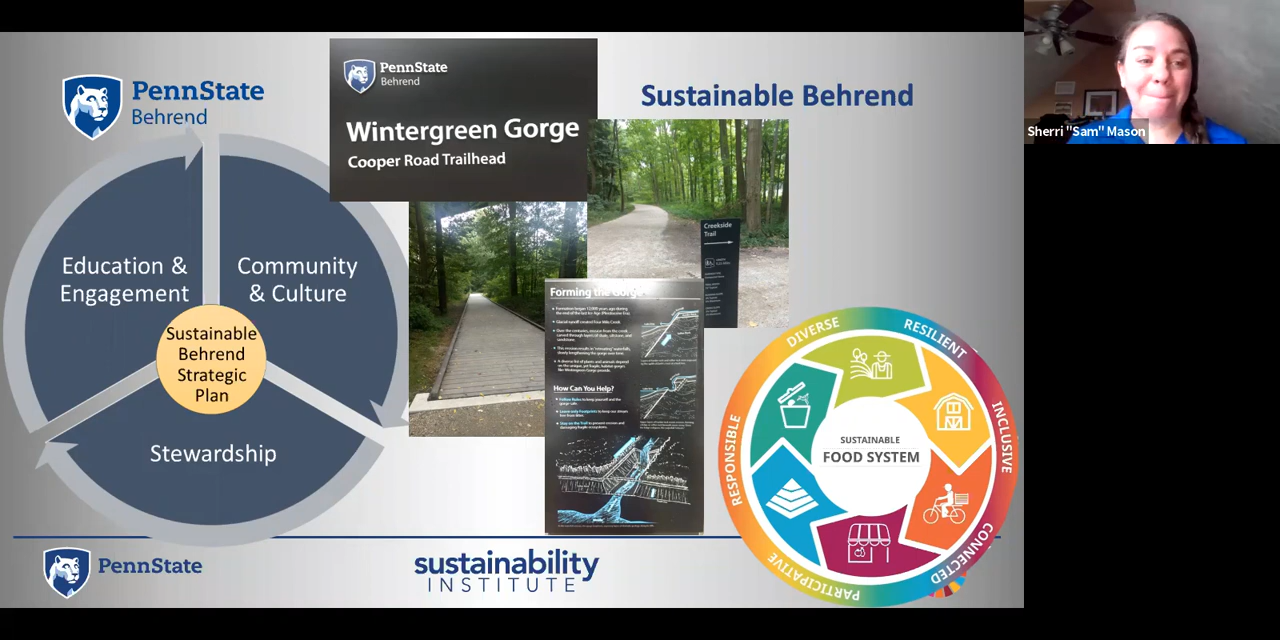 PennState
Behrend
PennState
Behrend
Wintergreen Gorge
Cooper Road Trailhead
Sustainable Behrend
Sherri "Sam" Mason
Education &
Engagement
Community
& Culture
Sustainable
Behrend
Strategic
Plan
Stewardship
Creekside
Trail
Forming the Gorge
How Can You Help?
DIVERSE
RESILIENT
INCLUSIVE
CONNECTED
PARTICIPATIVE
RESPONSIBLE
SUSTAINABLE
FOOD SYSTEM
PennState
sustainability
INSTITUTE